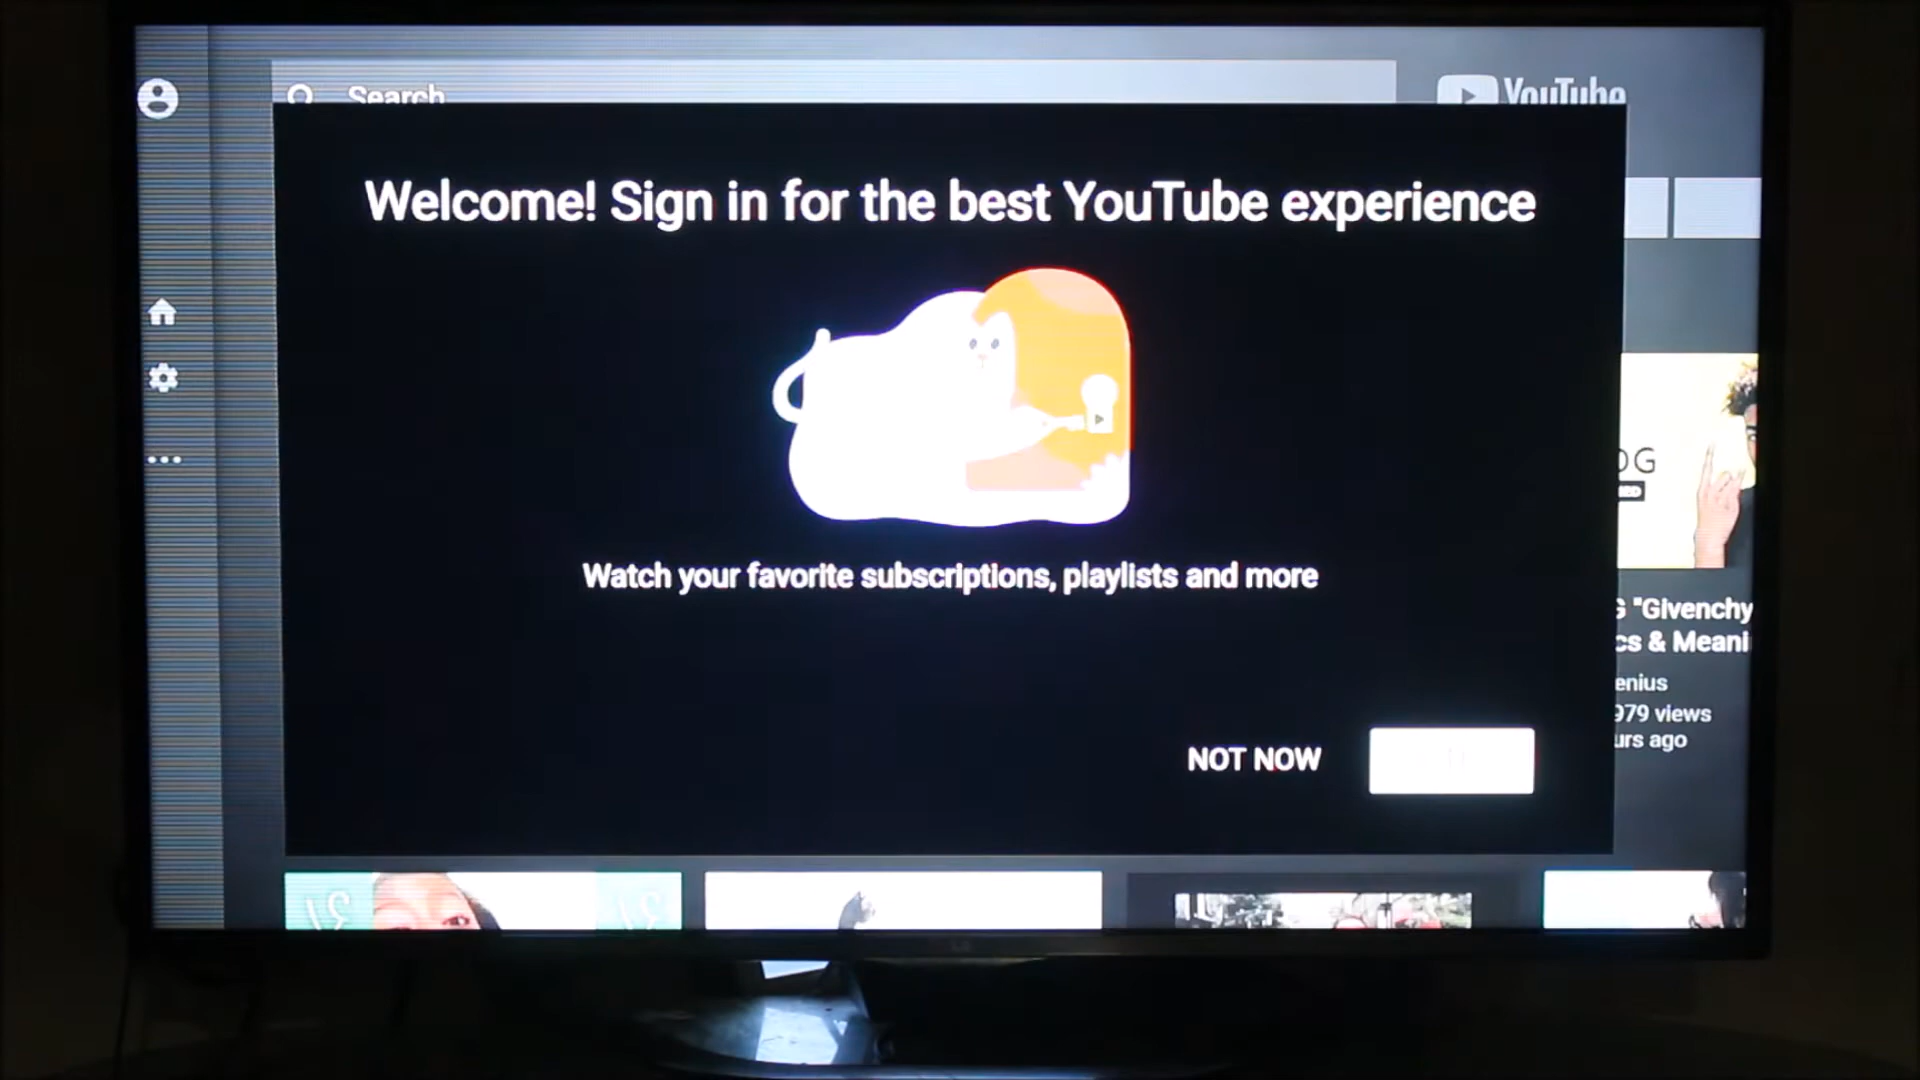 Search
YouTube
Welcome! Sign in for the best YouTube experience
Watch your favorite subscriptions, playlists and more
NOT NOW
OG
"Givenchy
cs & Meani
enius
979 views
urs ago